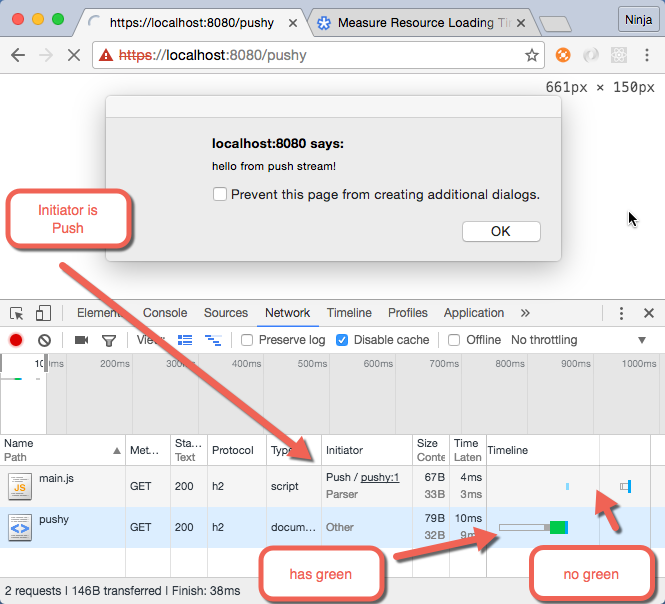 https://localhost:8080/pushy
Measure Resource Loading Ti
Ninja
https://localhost:8080/pushy
661px × 150px
localhost:8080 says:
hello from push stream!
Prevent this page from creating additional dialogs.
OK
Initiator is
Push
Elemen Console Sources Network Timeline Profiles Application »
View: Preserve log Disable cache Offline No throttling
10 ms 200ms 300ms 400ms 500ms 600ms 700ms 800ms 900ms 1000ms
Name Met... Sta... Protocol Type Initiator Size Time Timeline
Path Text Conte Laten
main.js GET 200 h2 script Push / pushy:1 67B 4ms
Parser 33B 3ms
JS
pushy GET 200 h2 docum... Other 79B 10ms
32B 9m
has green
no green
2 requests | 146B transferred | Finish: 38ms